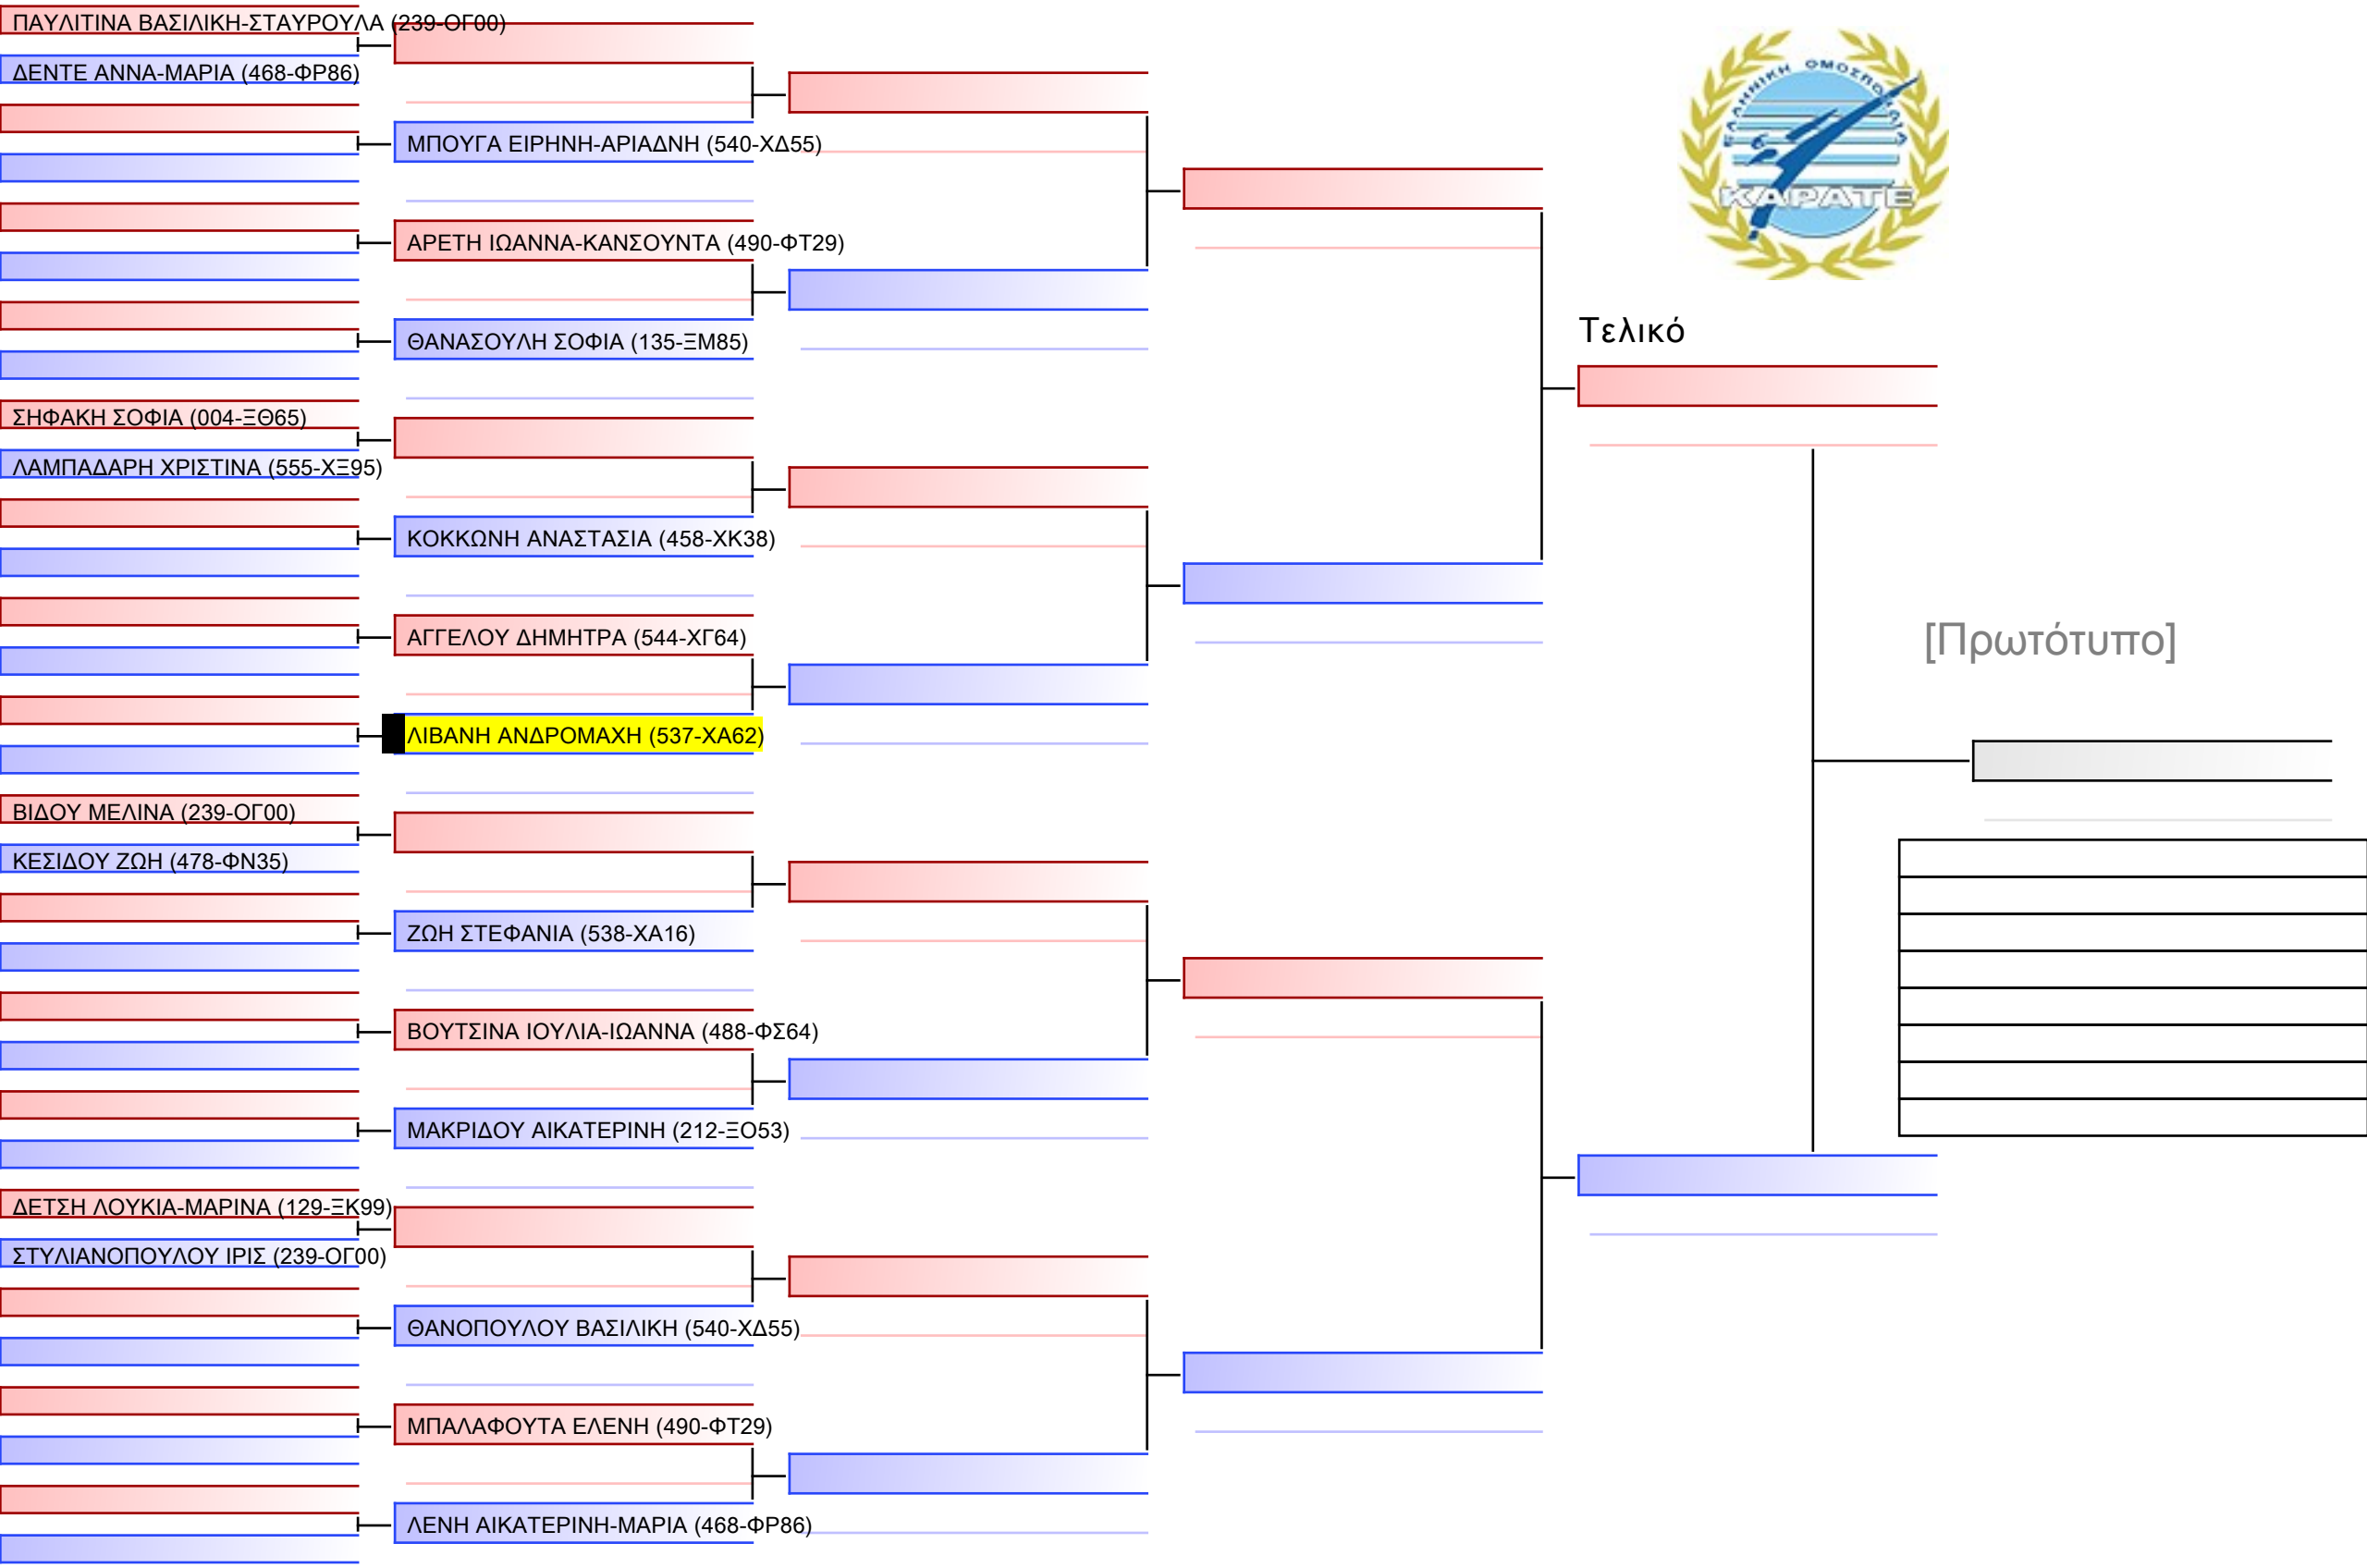 ΠΑΥΛΙΤΙΝΑ ΒΑΣΙΛΙΚΗ-ΣΤΑΥΡΟΥΛΑ (239-ΟΓ00)
ΔΕΝΤΕ ΑΝΝΑ-ΜΑΡΙΑ (468-ΦΡ86)
ΜΠΟΥΓΑ ΕΙΡΗΝΗ-ΑΡΙΑΔΝΗ (540-ΧΔ55)
ΑΡΕΤΗ ΙΩΑΝΝΑ-ΚΑΝΣΟΥΝΤΑ (490-ΦΤ29)
ΘΑΝΑΣΟΥΛΗ ΣΟΦΙΑ (135-ΞΜ85)
ΣΗΦΑΚΗ ΣΟΦΙΑ (004-ΞΘ65)
ΛΑΜΠΑΔΑΡΗ ΧΡΙΣΤΙΝΑ (555-ΧΞ95)
ΚΟΚΚΩΝΗ ΑΝΑΣΤΑΣΙΑ (458-ΧΚ38)
ΑΓΓΕΛΟΥ ΔΗΜΗΤΡΑ (544-ΧΓ64)
ΛΙΒΑΝΗ ΑΝΔΡΟΜΑΧΗ (537-ΧΑ62)
ΒΙΔΟΥ ΜΕΛΙΝΑ (239-ΟΓ00)
ΚΕΣΙΔΟΥ ΖΩΗ (478-ΦΝ35)
ΖΩΗ ΣΤΕΦΑΝΙΑ (538-ΧΑ16)
ΒΟΥΤΣΙΝΑ ΙΟΥΛΙΑ-ΙΩΑΝΝΑ (488-ΦΣ64)
ΜΑΚΡΙΔΟΥ ΑΙΚΑΤΕΡΙΝΗ (212-ΞΟ53)
ΔΕΤΣΗ ΛΟΥΚΙΑ-ΜΑΡΙΝΑ (129-ΞΚ99)
ΣΤΥΛΙΑΝΟΠΟΥΛΟΥ ΙΡΙΣ (239-ΟΓ00)
ΘΑΝΟΠΟΥΛΟΥ ΒΑΣΙΛΙΚΗ (540-ΧΔ55)
ΜΠΑΛΑΦΟΥΤΑ ΕΛΕΝΗ (490-ΦΤ29)
ΛΕΝΗ ΑΙΚΑΤΕΡΙΝΗ-ΜΑΡΙΑ (468-ΦΡ86)
ΕΛΛΗΝΙΚΗ ΟΜΟΣΠΟΝΔΙΑ
ΚΑΡΑΤΕ
Τελικό
[Πρωτότυπο]